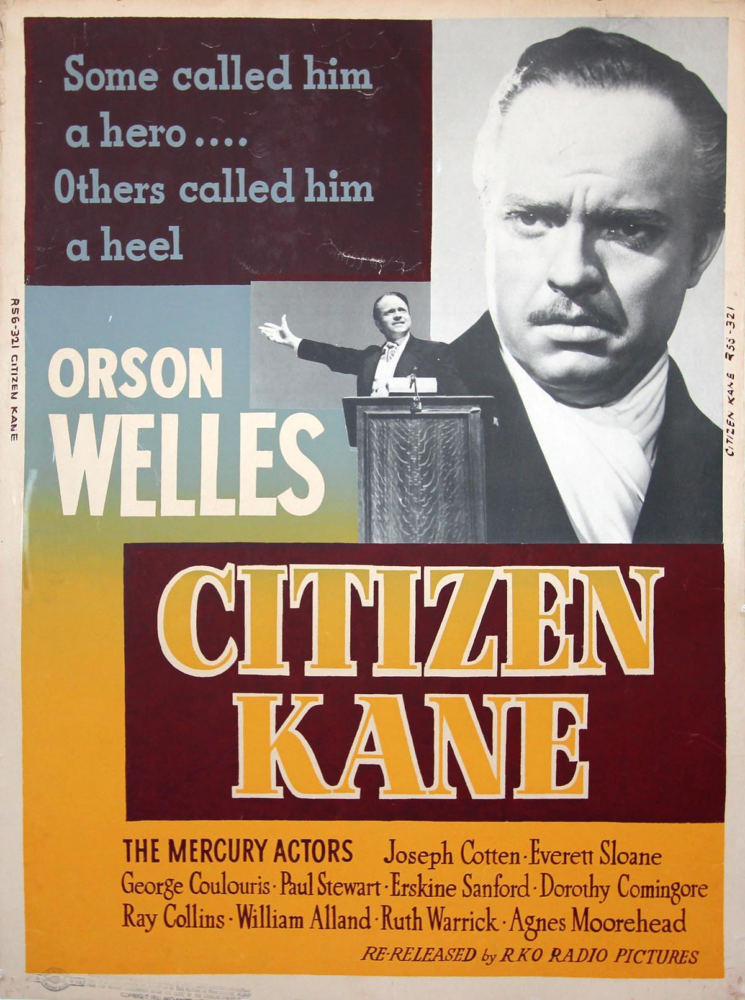 Some called him
a hero....
Others called him
a heel
R56-321 CITIZEN KANE
CITIZEN KANE R56-321
ORSON
WELLES
CITIZEN
KANE
THE MERCURY ACTORS Joseph Cotten·Everett Sloane
George Coulouris·Paul Stewart·Erskine Sanford·Dorothy Comingore
Ray Collins·William Alland·Ruth Warrick·Agnes Moorehead
RE-RELEASED by RKO RADIO PICTURES